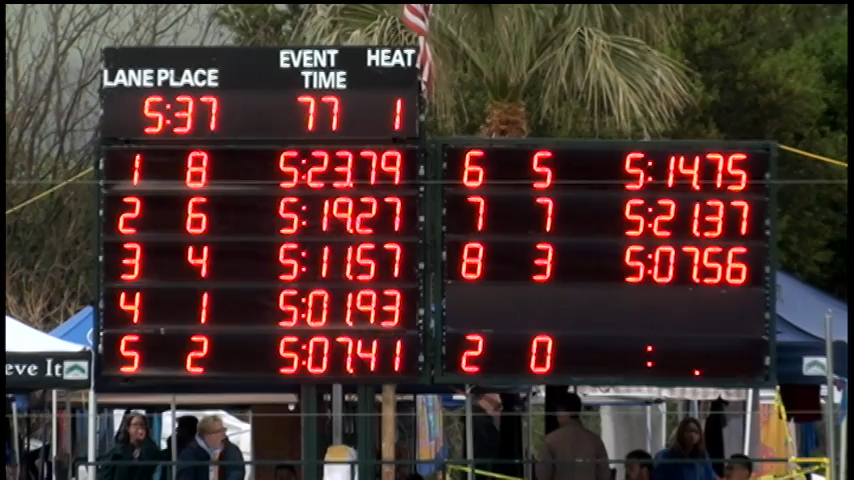 LANE PLACE EVENT TIME HEAT
5:37 77 1
1 8 5:23.79
2 6 5:19.27
3 4 5:11.57
4 1 5:01.93
5 2 5:07.41
6 5 5:14.75
7 7 5:21.37
8 3 5:07.56
2 0 : .
eve It